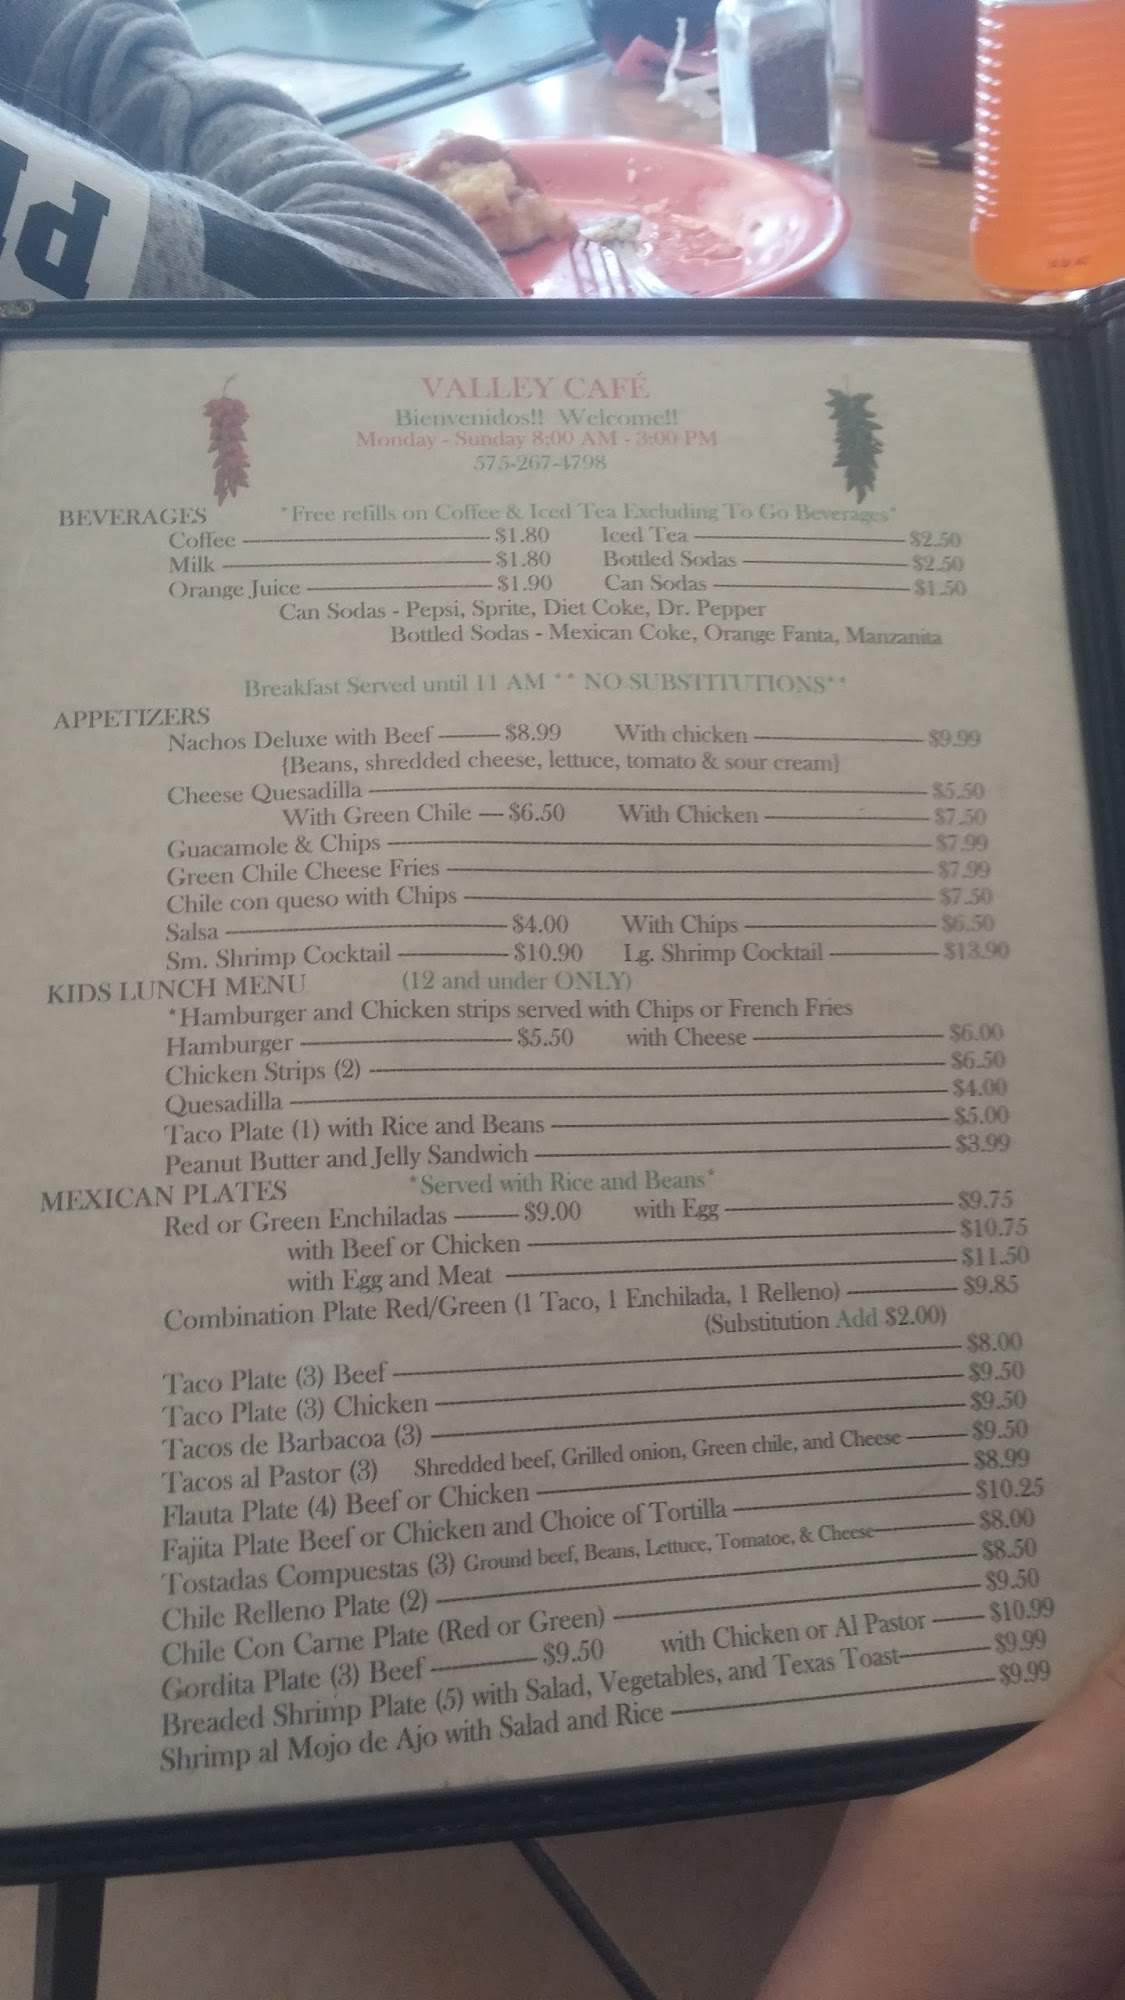 PI
VALLEY CAFÉ
Bienvenidos!! Welcome!!
Monday - Sunday 8:00 AM - 3:00 PM
575-267-4798
BEVERAGES *Free refills on Coffee & Iced Tea Excluding To Go Beverages*
Coffee $1.80 Iced Tea $2.50
Milk $1.80 Bottled Sodas $2.50
Orange Juice $1.90 Can Sodas $1.50
Can Sodas - Pepsi, Sprite, Diet Coke, Dr. Pepper
Bottled Sodas - Mexican Coke, Orange Fanta, Manzanita
Breakfast Served until 11 AM ** NO SUBSTITUTIONS**
APPETIZERS
Nachos Deluxe with Beef $8.99 With chicken $9.99
{Beans, shredded cheese, lettuce, tomato & sour cream}
Cheese Quesadilla $5.50
With Green Chile $6.50 With Chicken $7.50
Guacamole & Chips $7.99
Green Chile Cheese Fries $7.99
Chile con queso with Chips $7.50
Salsa $4.00 With Chips $6.50
Sm. Shrimp Cocktail $10.90 Lg. Shrimp Cocktail $13.90
KIDS LUNCH MENU (12 and under ONLY)
*Hamburger and Chicken strips served with Chips or French Fries
Hamburger $5.50 with Cheese $6.00
Chicken Strips (2) $6.50
Quesadilla $4.00
Taco Plate (1) with Rice and Beans $5.00
Peanut Butter and Jelly Sandwich $3.99
MEXICAN PLATES *Served with Rice and Beans*
Red or Green Enchiladas $9.00 with Egg $9.75
with Beef or Chicken $10.75
with Egg and Meat $11.50
Combination Plate Red/Green (1 Taco, 1 Enchilada, 1 Relleno) $9.85
(Substitution Add $2.00)
Taco Plate (3) Beef $8.00
Taco Plate (3) Chicken $9.50
Tacos de Barbacoa (3) $9.50
Tacos al Pastor (3) Shredded beef, Grilled onion, Green chile, and Cheese $9.50
Flauta Plate (4) Beef or Chicken $8.99
Fajita Plate Beef or Chicken and Choice of Tortilla $10.25
Tostadas Compuestas (3) Ground beef, Beans, Lettuce, Tomatoe, & Cheese $8.00
Chile Relleno Plate (2) $8.50
Chile Con Carne Plate (Red or Green) $9.50
Gordita Plate (3) Beef $9.50 with Chicken or Al Pastor $10.99
Breaded Shrimp Plate (5) with Salad, Vegetables, and Texas Toast $9.99
Shrimp al Mojo de Ajo with Salad and Rice $9.99